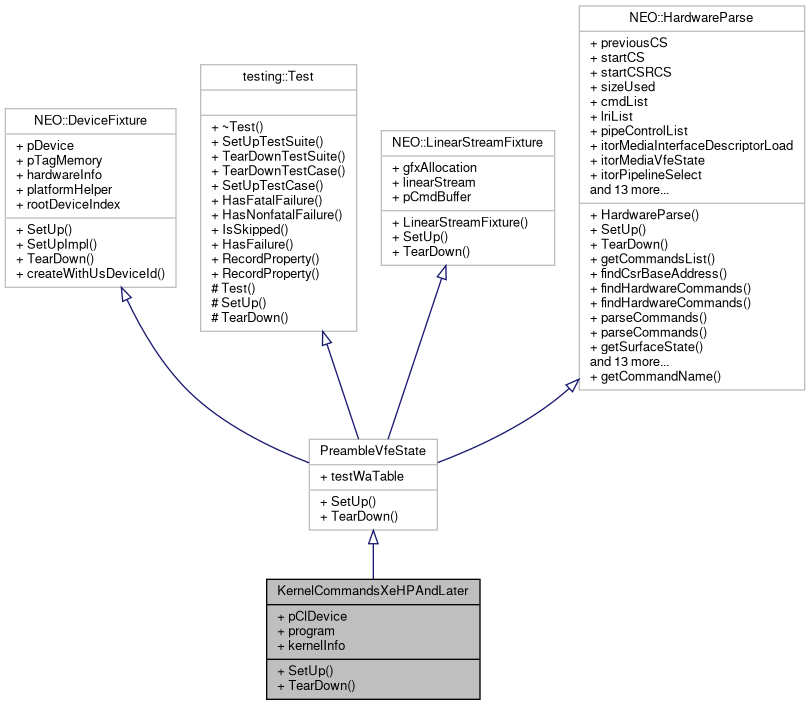 NEO::DeviceFixture
+ pDevice
+ pTagMemory
+ hardwareInfo
+ platformHelper
+ rootDeviceIndex
+ SetUp()
+ SetUpImpl()
+ TearDown()
+ createWithUsDeviceId()
testing::Test
+ ~Test()
+ SetUpTestSuite()
+ TearDownTestSuite()
+ TearDownTestCase()
+ SetUpTestCase()
+ HasFatalFailure()
+ HasNonfatalFailure()
+ IsSkipped()
+ HasFailure()
+ RecordProperty()
+ RecordProperty()
# Test()
# SetUp()
# TearDown()
NEO::LinearStreamFixture
+ gfxAllocation
+ linearStream
+ pCmdBuffer
+ LinearStreamFixture()
+ SetUp()
+ TearDown()
NEO::HardwareParse
+ previousCS
+ startCS
+ startCSRCS
+ sizeUsed
+ cmdList
+ lriList
+ pipeControlList
+ itorMediaInterfaceDescriptorLoad
+ itorMediaVfeState
+ itorPipelineSelect
and 13 more...
+ HardwareParse()
+ SetUp()
+ TearDown()
+ getCommandsList()
+ findCsrBaseAddress()
+ findHardwareCommands()
+ findHardwareCommands()
+ parseCommands()
+ parseCommands()
+ getSurfaceState()
and 13 more...
+ getCommandName()
PreambleVfeState
+ testWaTable
+ SetUp()
+ TearDown()
KernelCommandsXeHPAndLater
+ pClDevice
+ program
+ kernelInfo
+ SetUp()
+ TearDown()